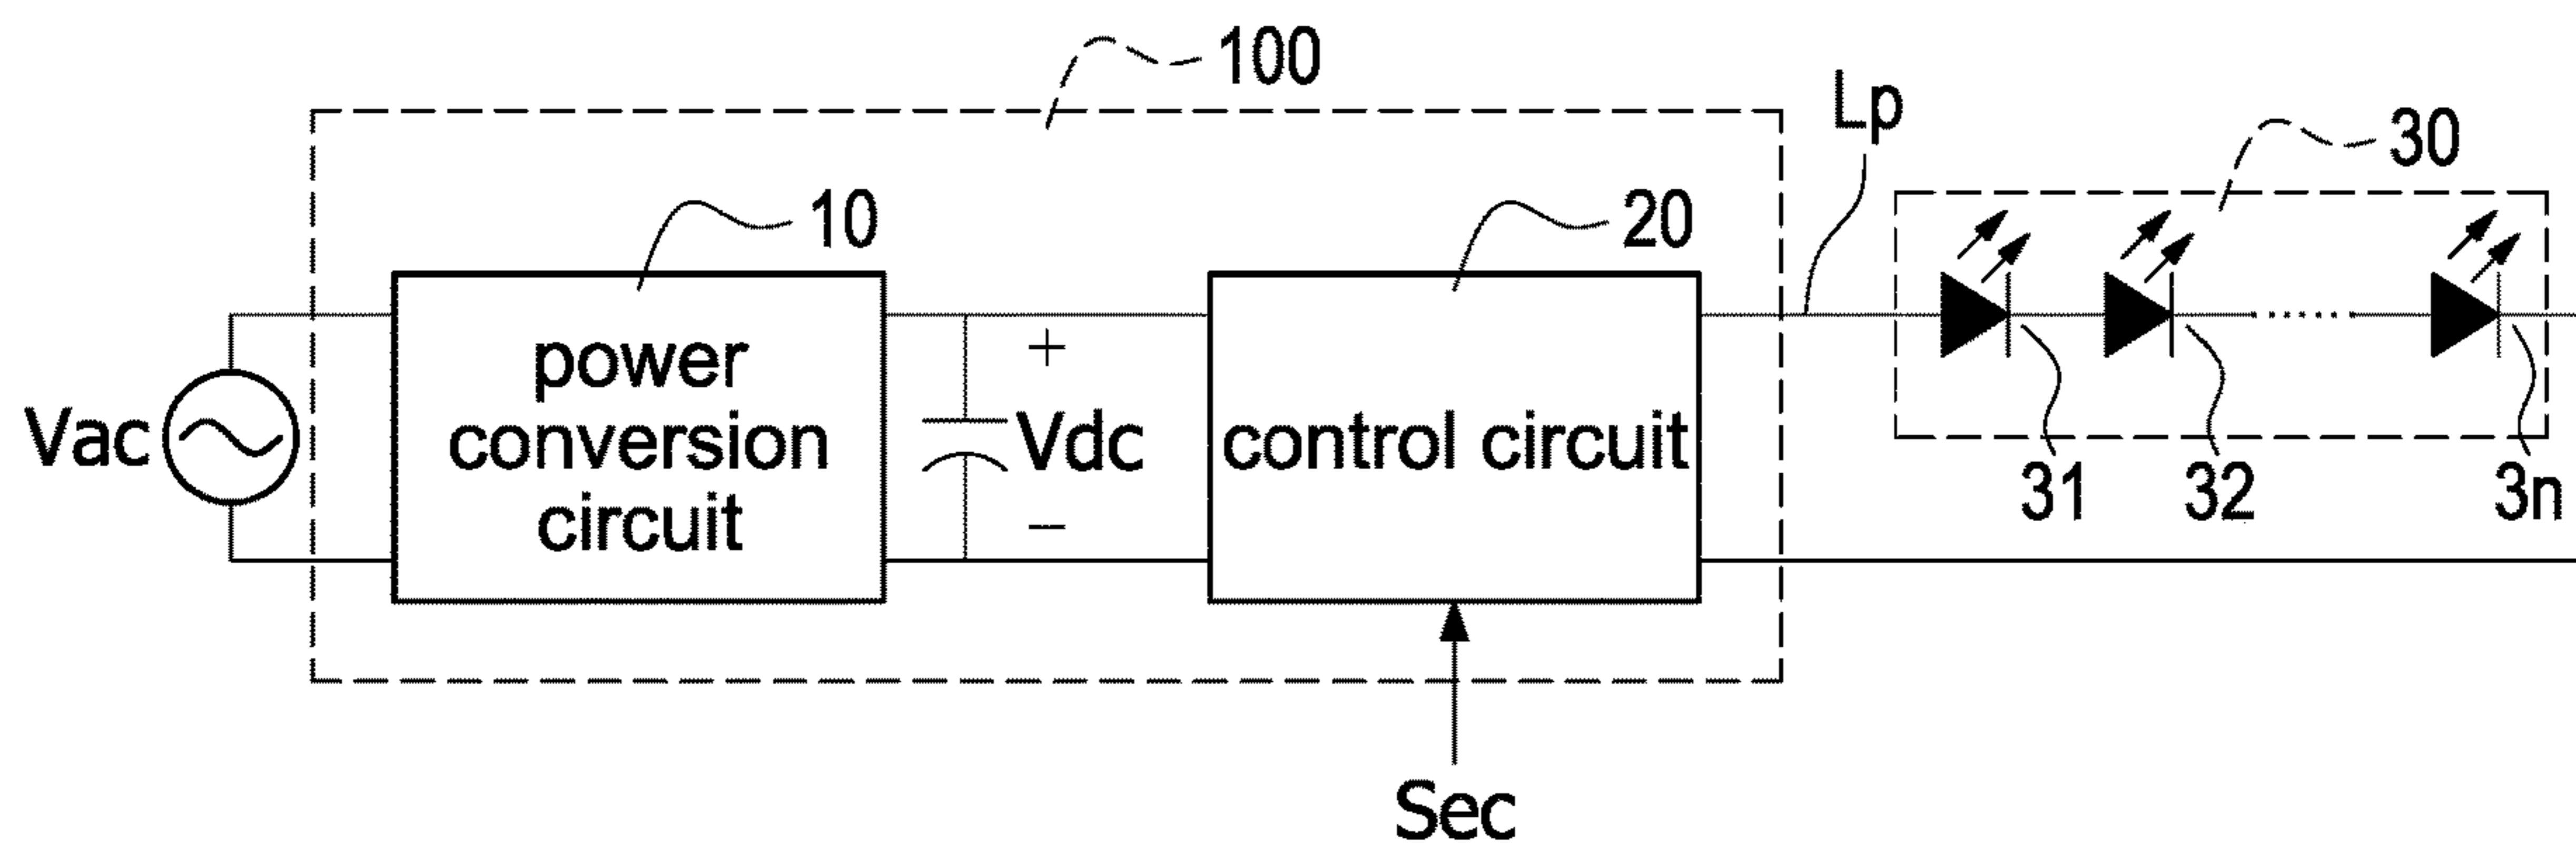 100
Lp
30
10
20
power
conversion
circuit
Vac
+
Vdc
−
control circuit
31
32
3n
Sec